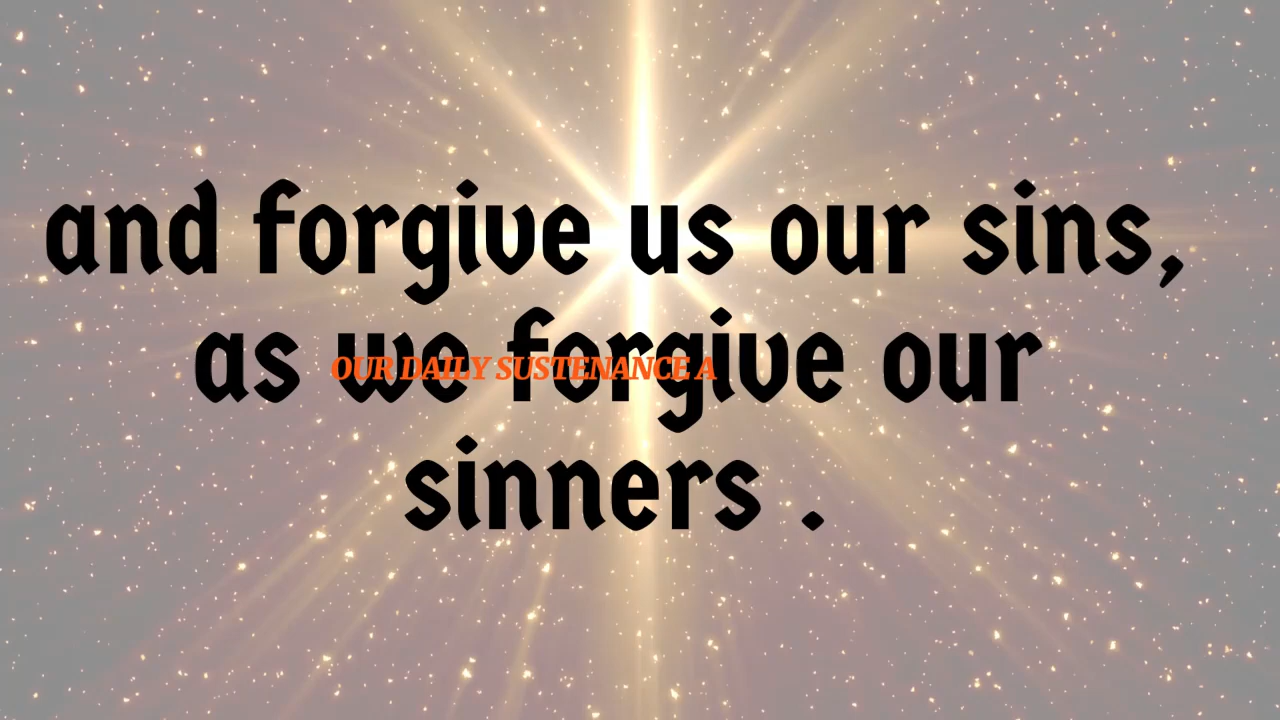 and forgive us our sins,
as we forgive our
OUR DAILY SUSTENANCE A
sinners .